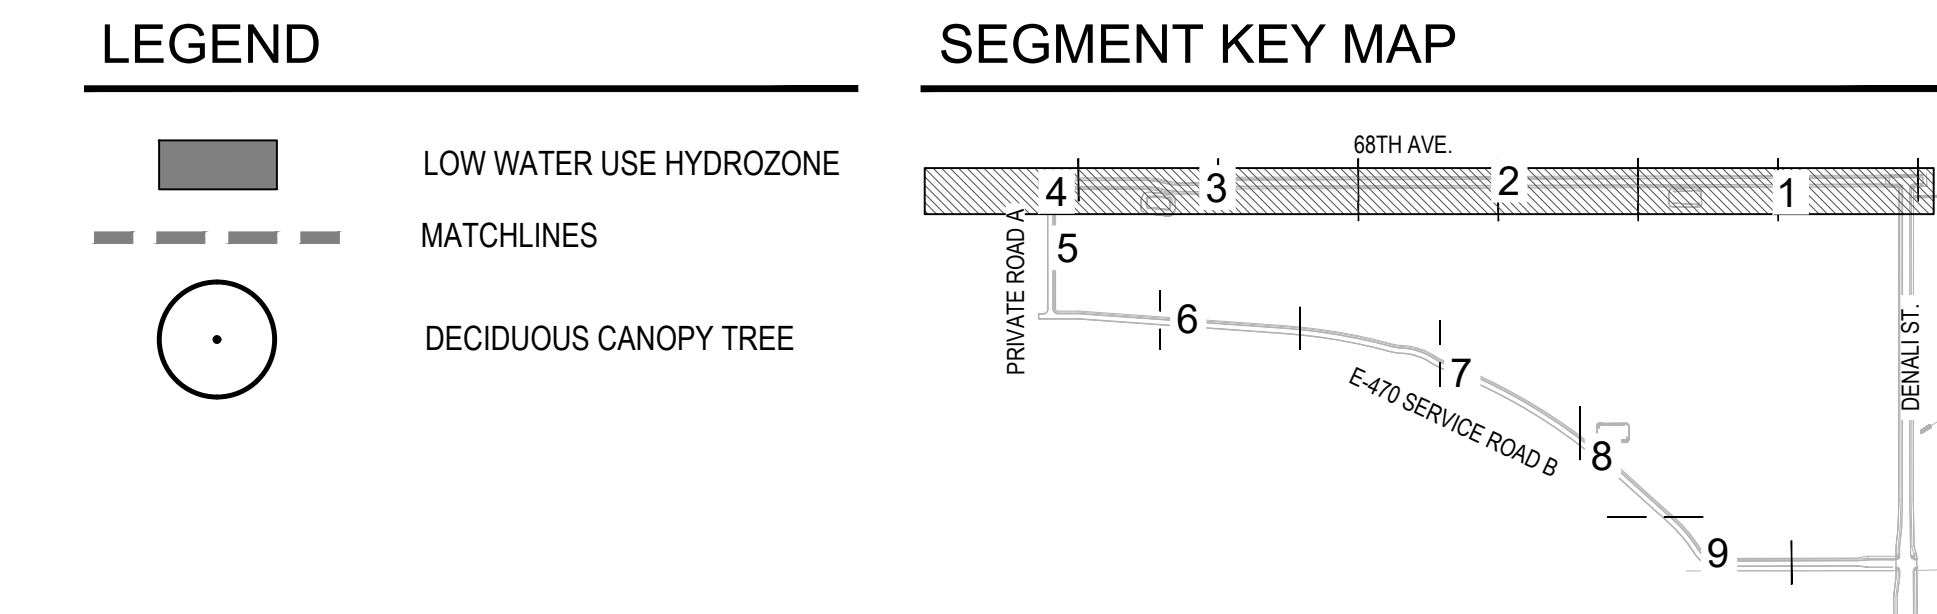 LEGEND
LOW WATER USE HYDROZONE
MATCHLINES
DECIDUOUS CANOPY TREE
SEGMENT KEY MAP
68TH AVE.
4
3
2
1
PRIVATE ROAD A
5
6
7
E-470 SERVICE ROAD B
8
9
DENALI ST.